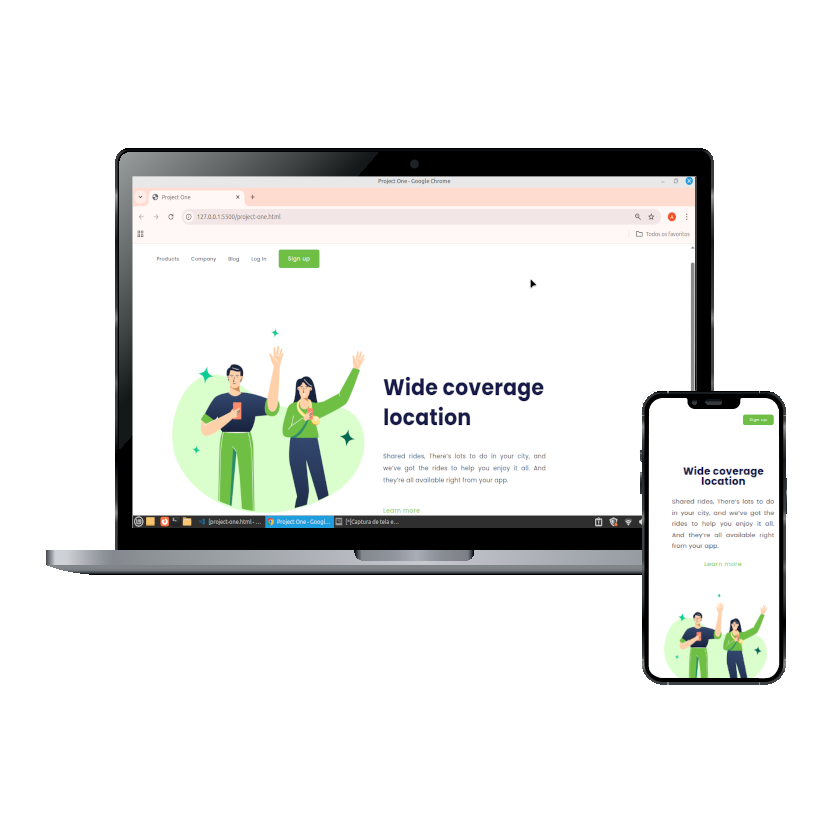 Project One - Google Chrome
Project One
127.0.0.1:5500/project-one.html
Todos os favoritos
Products
Company
Blog
Log In
Sign up
Wide coverage
location
Shared rides, There's lots to do in your city, and
we've got the rides to help you enjoy it all. And
they're all available right from your app.
Learn more
[project-one.html - ...
Project One - Googl...
[*]Captura de tela e...
Sign up
Wide coverage
location
Shared rides, There's lots to do
in your city, and we've got the
rides to help you enjoy it all.
And they're all available right
from your app.
Learn more